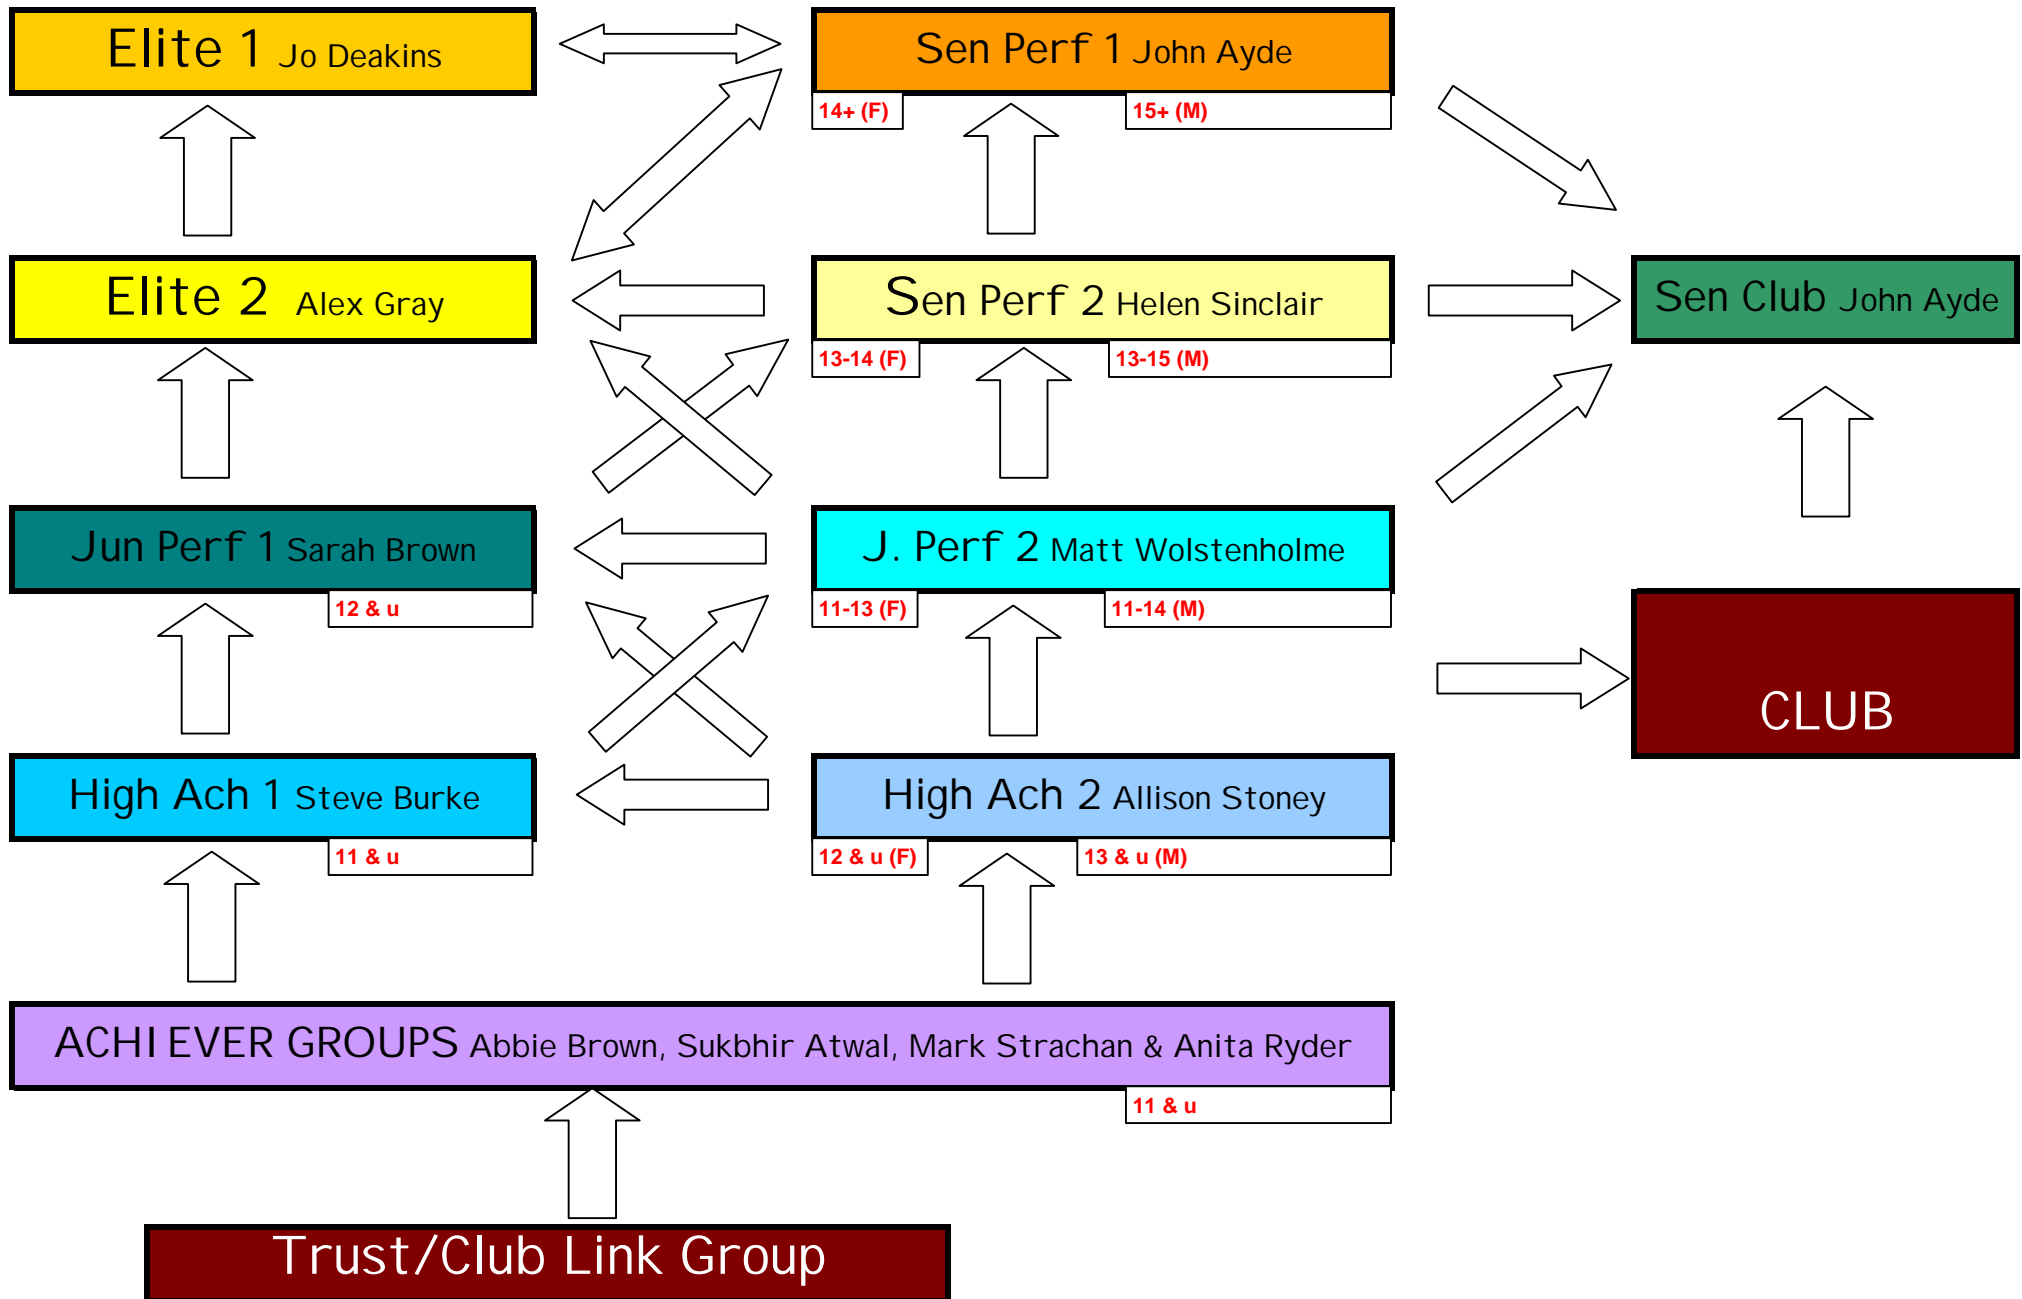 Elite 1 Jo Deakins
Sen Perf 1 John Ayde
14+ (F)
15+ (M)
Elite 2 Alex Gray
Sen Perf 2 Helen Sinclair
Sen Club John Ayde
13-14 (F)
13-15 (M)
Jun Perf 1 Sarah Brown
J. Perf 2 Matt Wolstenholme
12 & u
11-13 (F)
11-14 (M)
CLUB
High Ach 1 Steve Burke
High Ach 2 Allison Stoney
11 & u
12 & u (F)
13 & u (M)
ACHIEVER GROUPS Abbie Brown, Sukbhir Atwal, Mark Strachan & Anita Ryder
11 & u
Trust/Club Link Group